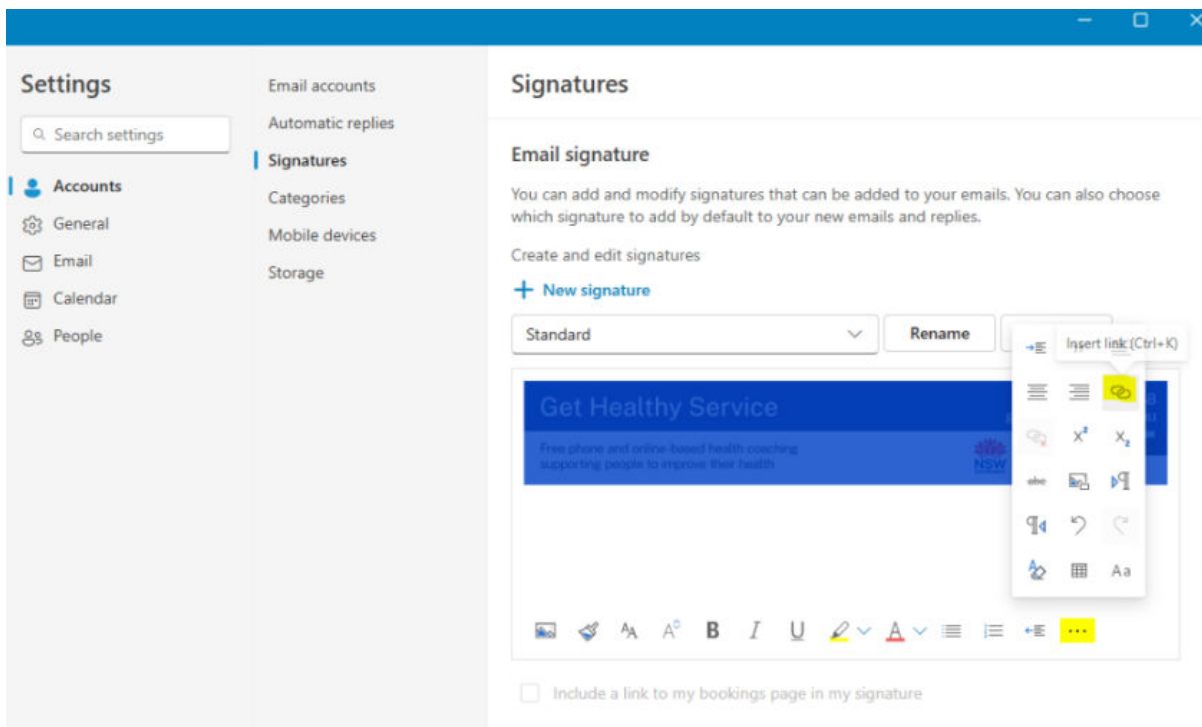 Settings
Search settings
Accounts
General
Email
Calendar
People
Email accounts
Automatic replies
Signatures
Categories
Mobile devices
Storage
Signatures
Email signature
You can add and modify signatures that can be added to your emails. You can also choose
which signature to add by default to your new emails and replies.
Create and edit signatures
New signature
Standard
Rename
Insert link (Ctrl+K)
Get Healthy Service
Free phone and online-based health coaching
supporting people to improve their health
NSW
abc
Aa
B
I
U
A
Include a link to my bookings page in my signature